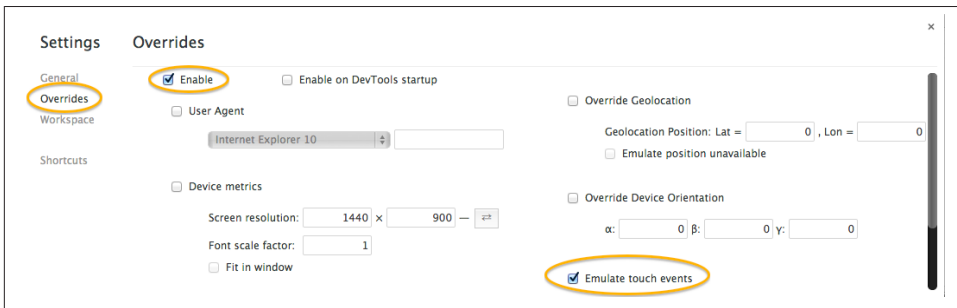 ×
Settings
Overrides
General
Overrides
Workspace
Shortcuts
Enable
Enable on DevTools startup
User Agent
Internet Explorer 10
Device metrics
Screen resolution: 1440 × 900 — ⇄
Font scale factor: 1
Fit in window
Override Geolocation
Geolocation Position: Lat = 0 , Lon = 0
Emulate position unavailable
Override Device Orientation
α: 0 β: 0 γ: 0
Emulate touch events